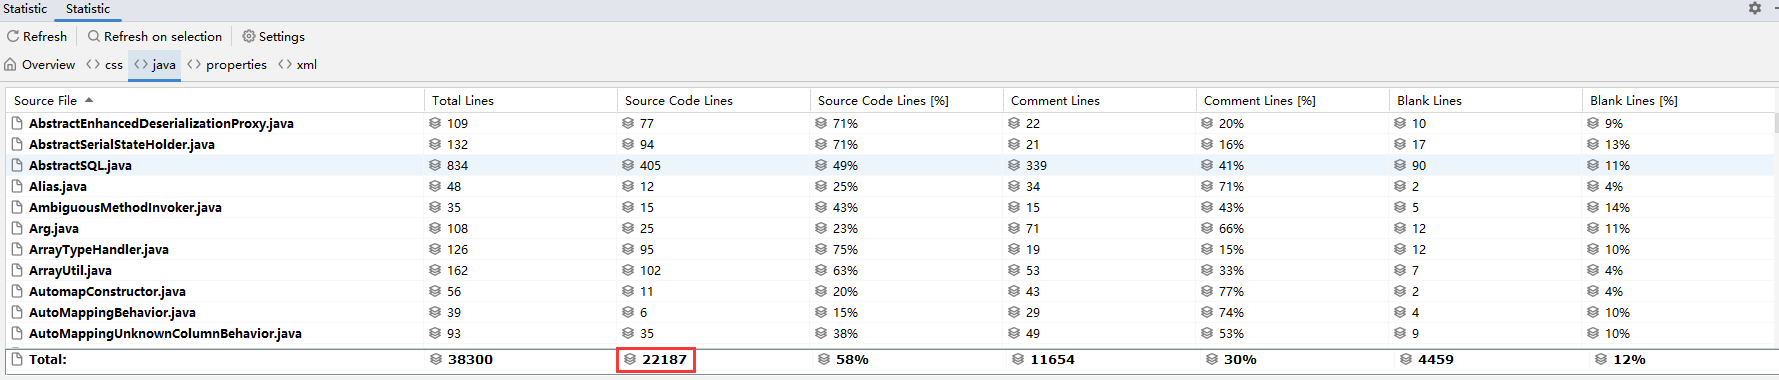 Statistic Statistic
Refresh Refresh on selection Settings
Overview css java properties xml
Source File Total Lines Source Code Lines Source Code Lines [%] Comment Lines Comment Lines [%] Blank Lines Blank Lines [%]
AbstractEnhancedDeserializationProxy.java 109 77 71% 22 20% 10 9%
AbstractSerialStateHolder.java 132 94 71% 21 16% 17 13%
AbstractSQL.java 834 405 49% 339 41% 90 11%
Alias.java 48 12 25% 34 71% 2 4%
AmbiguousMethodInvoker.java 35 15 43% 15 43% 5 14%
Arg.java 108 25 23% 71 66% 12 11%
ArrayTypeHandler.java 126 95 75% 19 15% 12 10%
ArrayUtil.java 162 102 63% 53 33% 7 4%
AutomapConstructor.java 56 11 20% 43 77% 2 4%
AutoMappingBehavior.java 39 6 15% 29 74% 4 10%
AutoMappingUnknownColumnBehavior.java 93 35 38% 49 53% 9 10%
Total: 38300 22187 58% 11654 30% 4459 12%